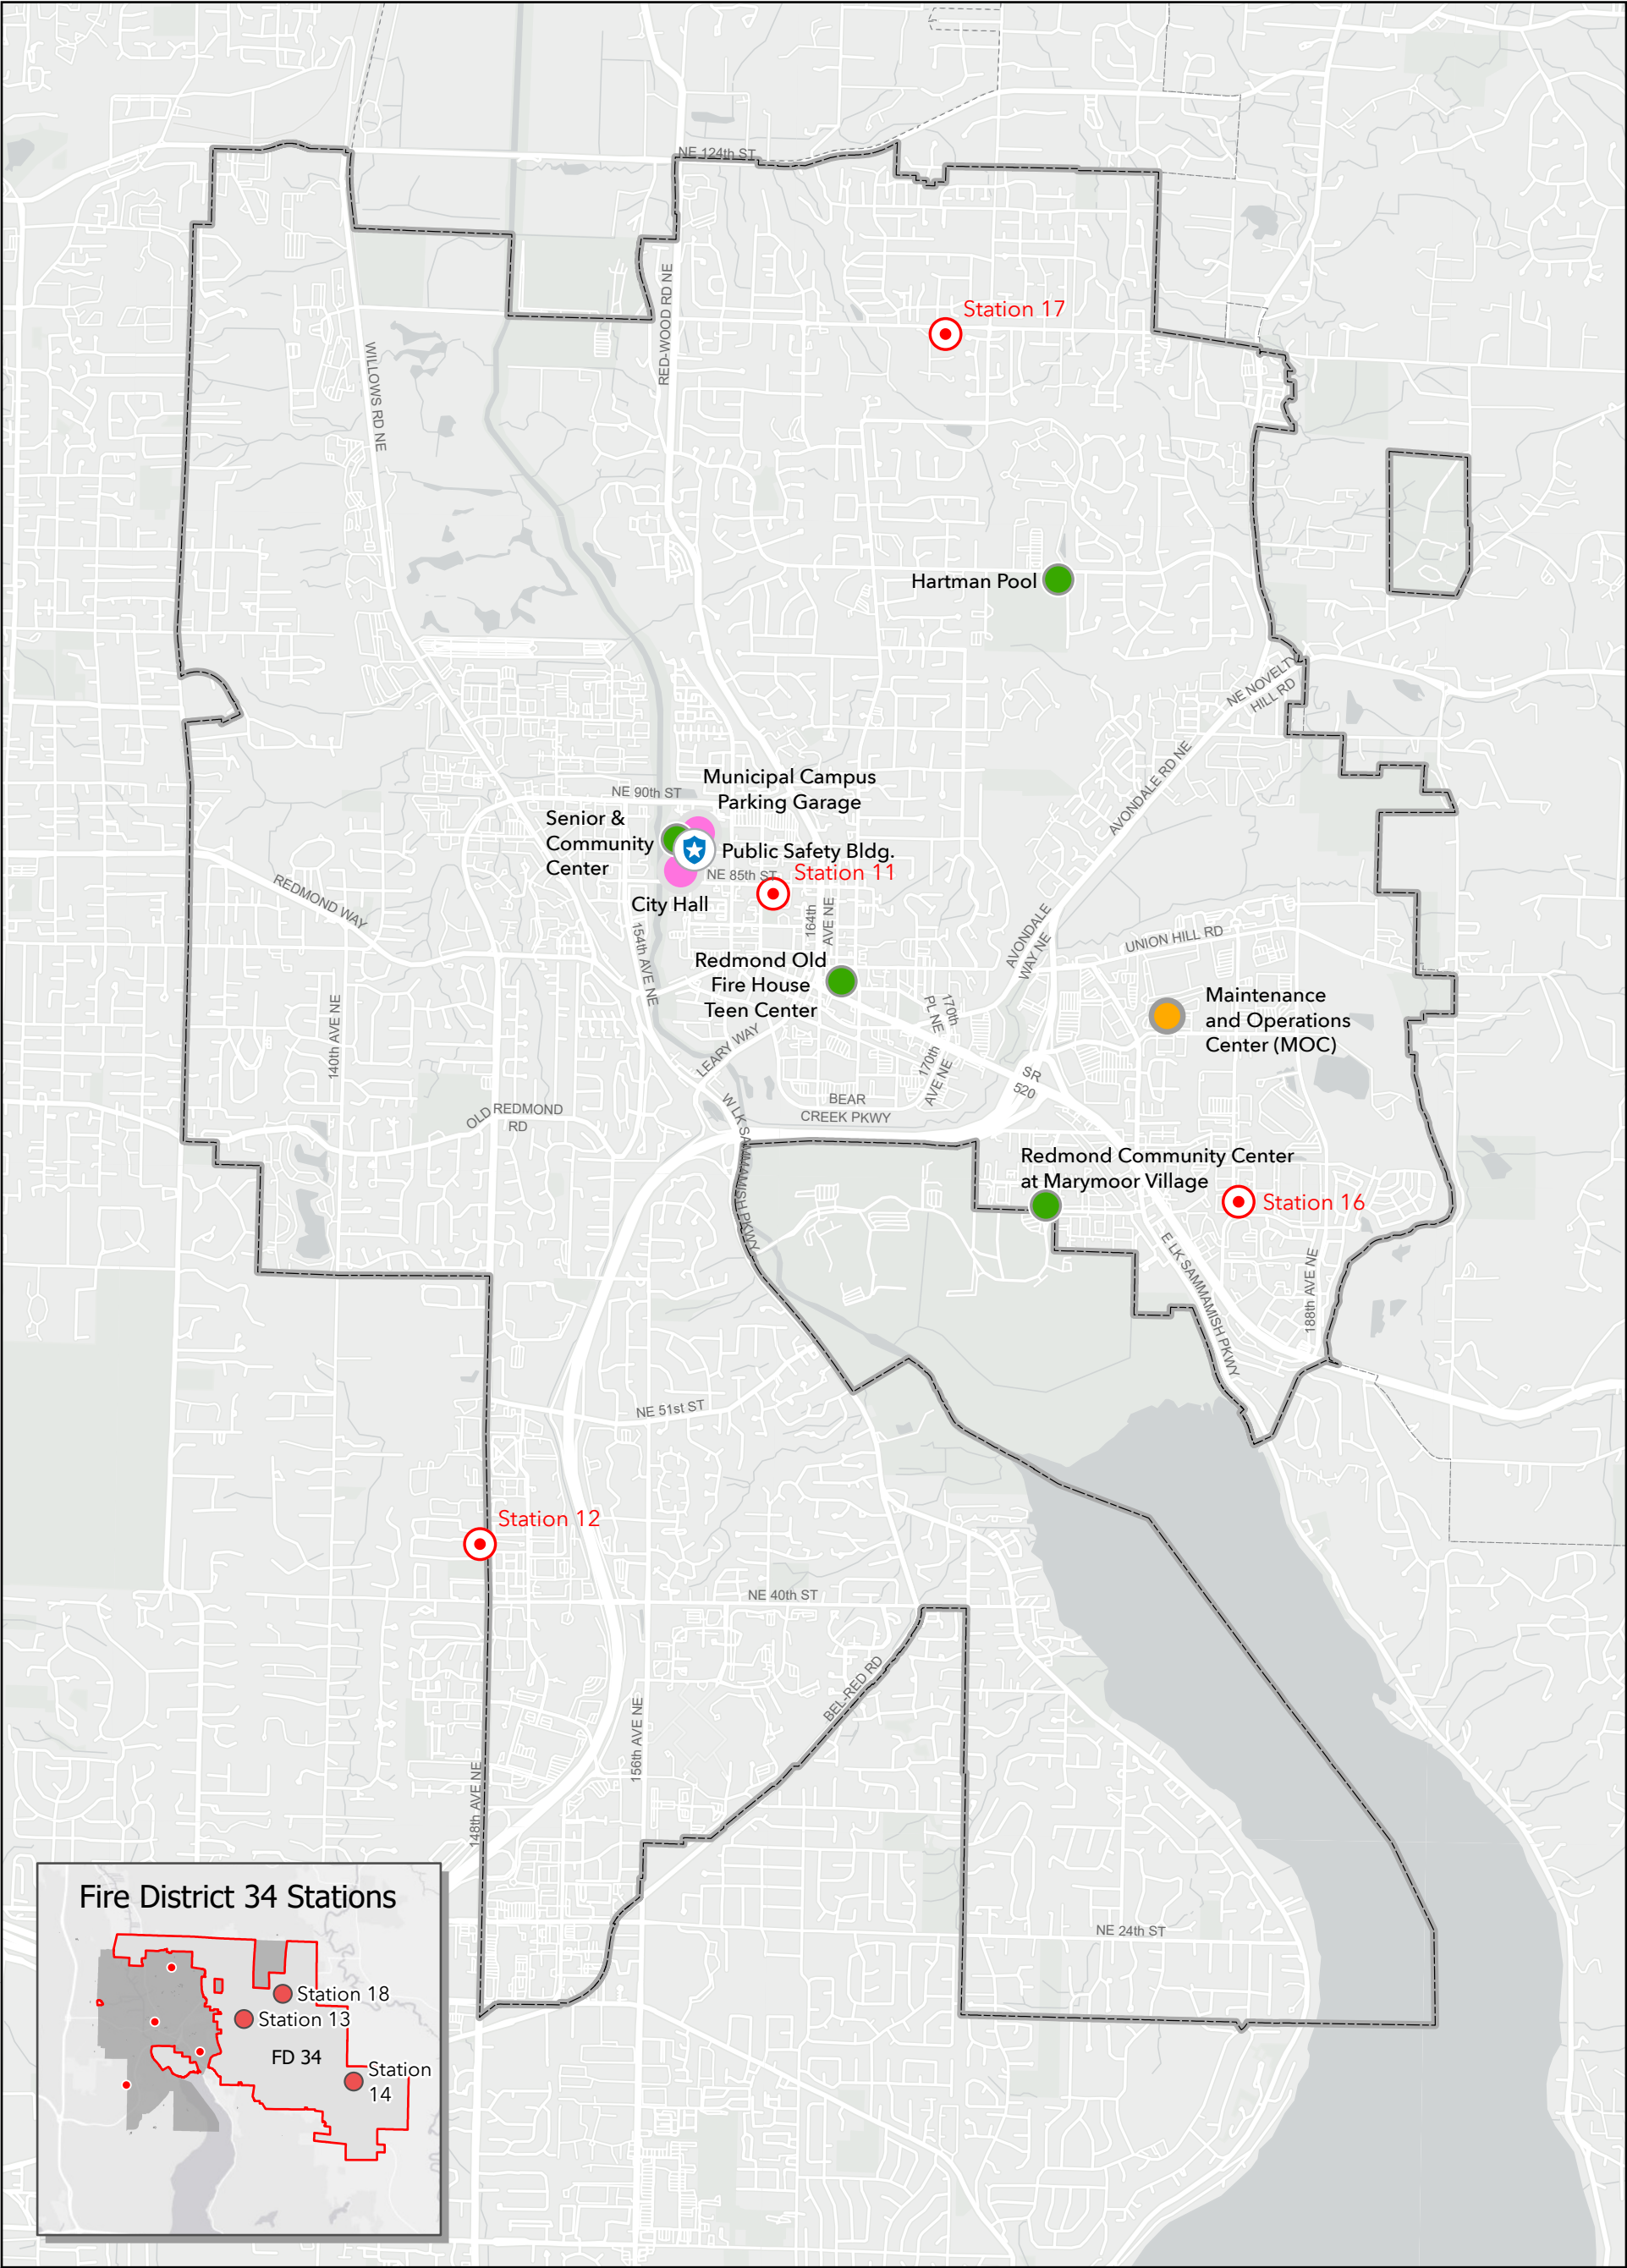 NE 124th ST
RED-WOOD RD NE
Station 17
WILLOWS RD NE
Hartman Pool
NE NOVELTY
HILL RD
AVONDALE RD NE
Municipal Campus
Parking Garage
NE 90th ST
Senior &
Community
Center
Public Safety Bldg.
NE 85th ST
Station 11
City Hall
REDMOND WAY
164th
AVE NE
AVONDALE
WAY NE
UNION HILL RD
154th AVE NE
Redmond Old
Fire House
Teen Center
Maintenance
and Operations
Center (MOC)
140th AVE NE
170th
PL NE
LEARY WAY
170th
AVE NE
SR
520
BEAR
CREEK PKWY
OLD REDMOND
RD
W LK SAMMAMISH PKWY
Redmond Community Center
at Marymoor Village
Station 16
E LK SAMMAMISH PKWY
188th AVE NE
NE 51st ST
Station 12
NE 40th ST
BEL-RED RD
156th AVE NE
148th AVE NE
NE 24th ST
Fire District 34 Stations
Station 18
Station 13
FD 34
Station
14